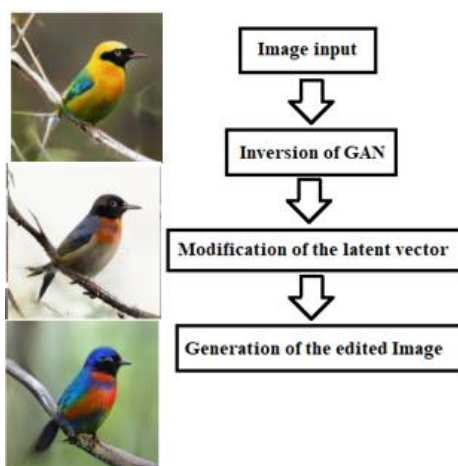 Image input
Inversion of GAN
Modification of the latent vector
Generation of the edited Image